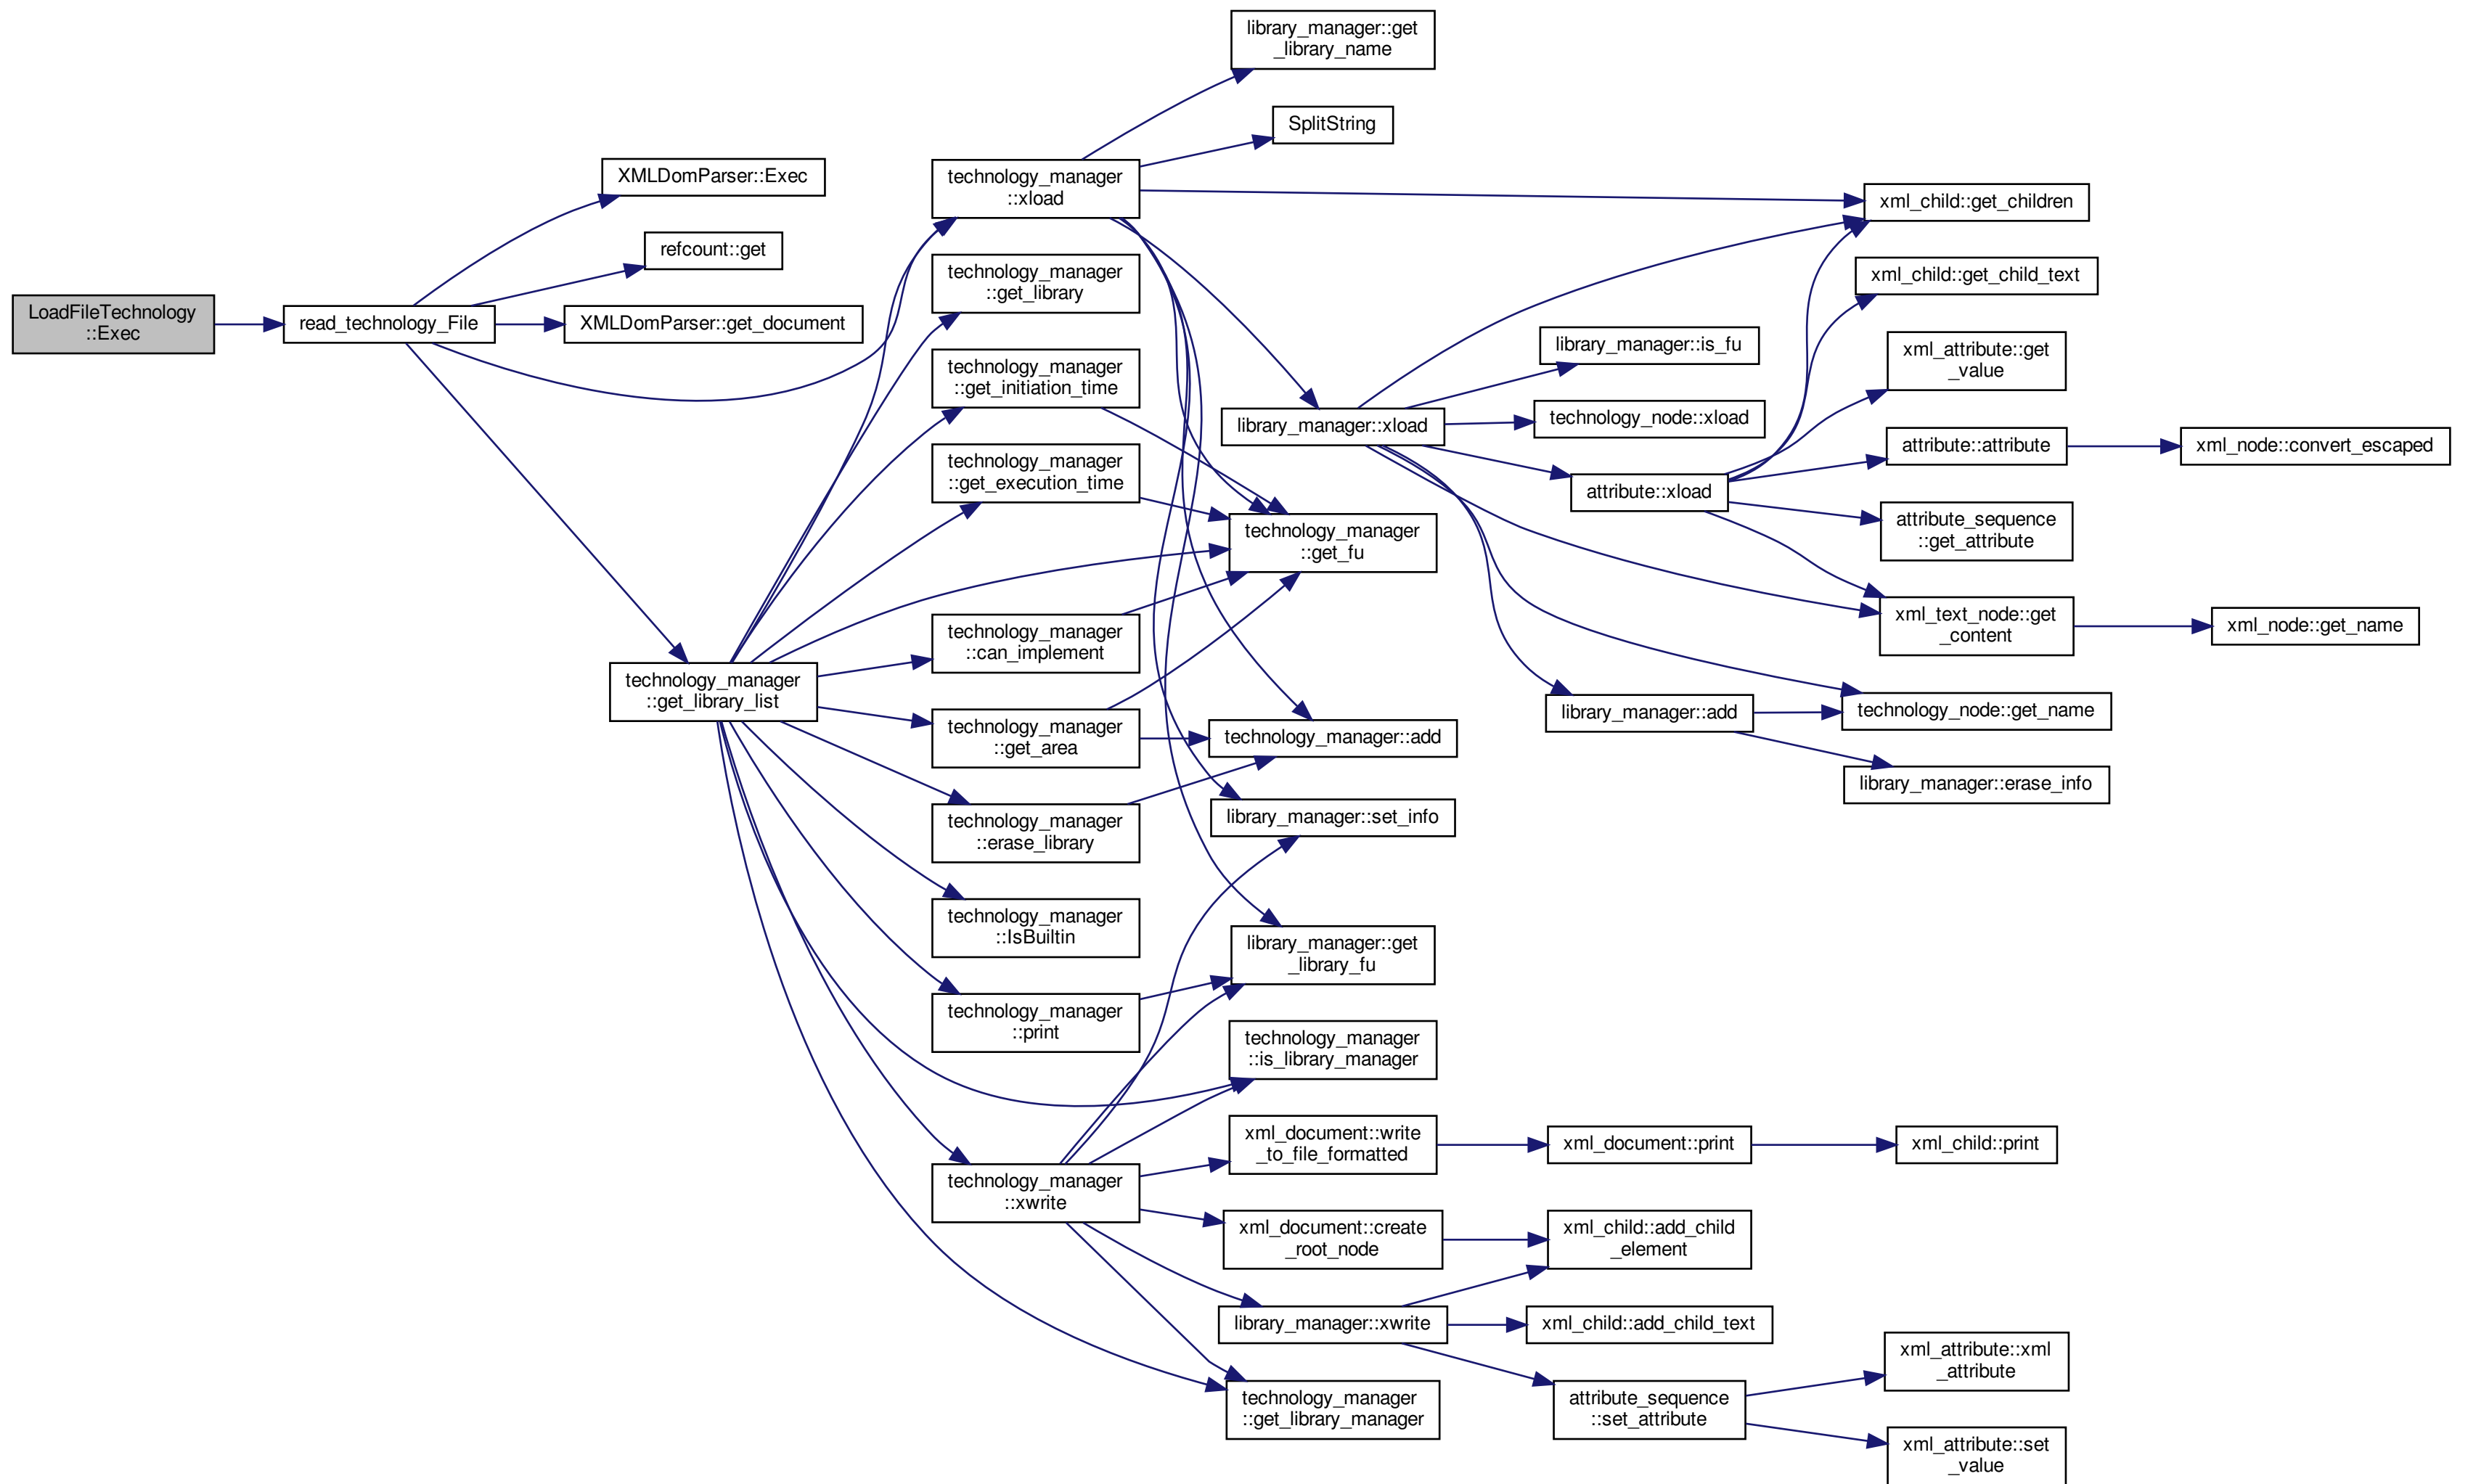 LoadFileTechnology
::Exec
read_technology_File
XMLDomParser::Exec
refcount::get
XMLDomParser::get_document
technology_manager
::get_library_list
technology_manager
::xload
technology_manager
::get_library
technology_manager
::get_initiation_time
technology_manager
::get_execution_time
technology_manager
::can_implement
technology_manager
::get_area
technology_manager
::erase_library
technology_manager
::IsBuiltin
technology_manager
::print
technology_manager
::xwrite
library_manager::get
_library_name
SplitString
library_manager::xload
technology_manager
::get_fu
technology_manager::add
library_manager::set_info
library_manager::get
_library_fu
technology_manager
::is_library_manager
xml_document::write
_to_file_formatted
xml_document::create
_root_node
library_manager::xwrite
technology_manager
::get_library_manager
library_manager::is_fu
technology_node::xload
attribute::xload
library_manager::add
xml_document::print
xml_child::add_child
_element
xml_child::add_child_text
attribute_sequence
::set_attribute
xml_child::get_children
xml_child::get_child_text
xml_attribute::get
_value
attribute::attribute
attribute_sequence
::get_attribute
xml_text_node::get
_content
technology_node::get_name
library_manager::erase_info
xml_child::print
xml_attribute::xml
_attribute
xml_attribute::set
_value
xml_node::convert_escaped
xml_node::get_name